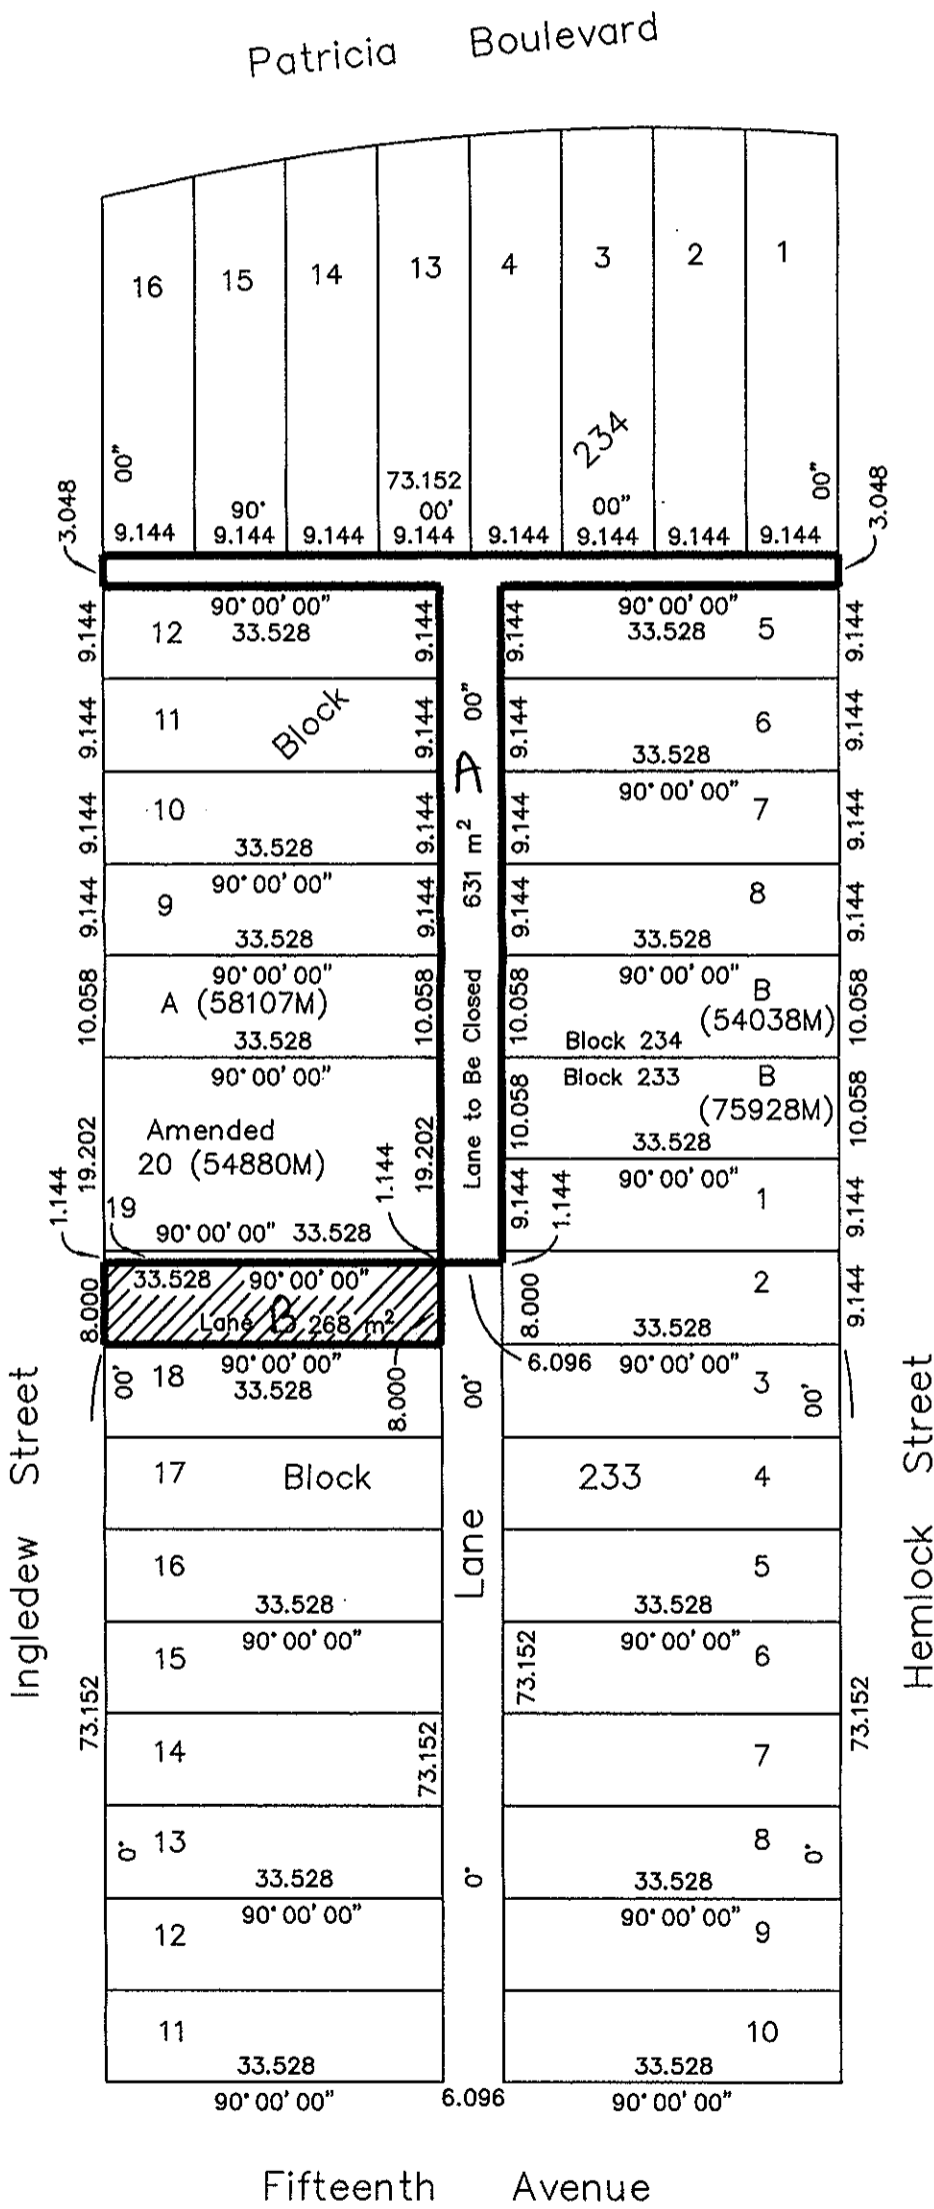 Patricia Boulevard
16 15 14 13 4 3 2 1
234
00" 73.152 00"
3.048 90° 00' 00" 3.048
9.144 9.144 9.144 9.144 9.144 9.144 9.144 9.144
90° 00' 00" 90° 00' 00"
9.144 12 33.528 9.144 9.144 33.528 5 9.144
00"
9.144 11 Block 9.144 9.144 6 9.144
33.528
A
90° 00' 00"
9.144 10 9.144 9.144 7 9.144
33.528
631 m²
90° 00' 00"
9.144 9 9.144 9.144 8 9.144
33.528 33.528
90° 00' 00" 90° 00' 00"
10.058 A (58107M) 10.058 10.058 B (54038M) 10.058
33.528 Block 234
Lane to Be Closed
90° 00' 00" Block 233 B
10.058 (75928M) 10.058
Amended 33.528
19.202 20 (54880M) 19.202
90° 00' 00"
1.144 19 1.144 9.144 1.144 1 9.144
90° 00' 00" 33.528
33.528 90° 00' 00" 2
8.000 Lane B 268 m² 8.000 33.528 9.144
6.096
90° 00' 00" 90° 00' 00"
00' 18 33.528 8.000 00' 3 00'
17 Block 233 4
Ingledew Street Lane Hemlock Street
16 5
33.528 33.528
90° 00' 00" 90° 00' 00"
15 73.152 6
73.152 73.152
14 73.152 7
0° 13 0° 8 0°
33.528 33.528
90° 00' 00" 90° 00' 00"
12 9
11 10
33.528 33.528
90° 00' 00" 6.096 90° 00' 00"
Fifteenth Avenue